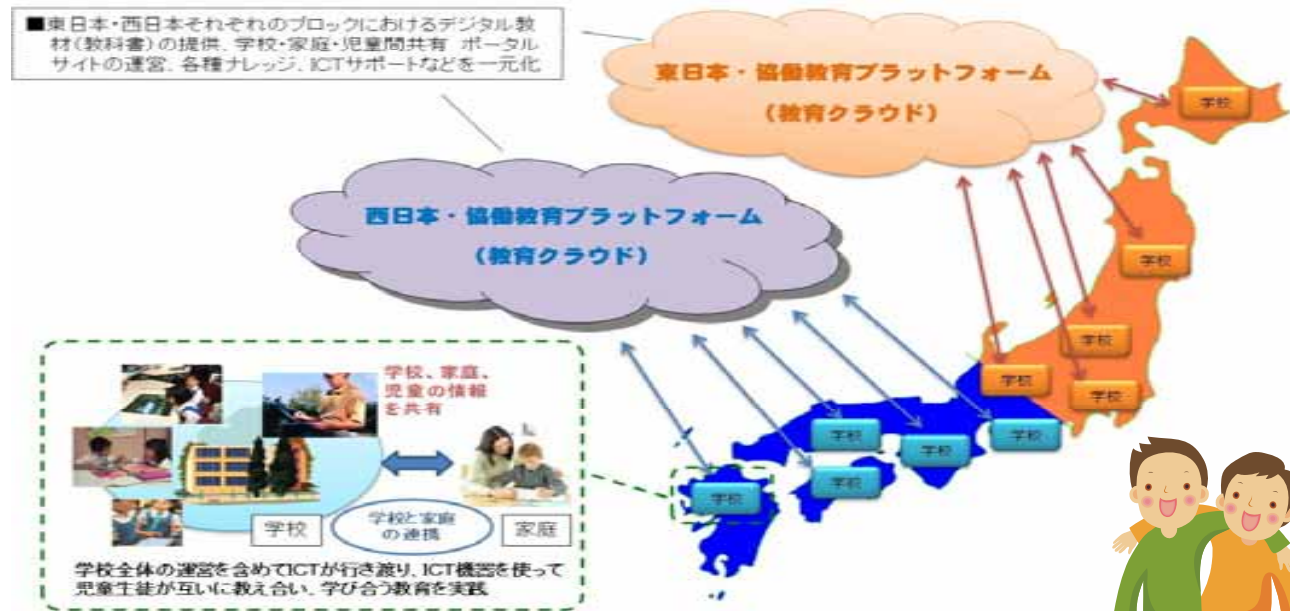 ■東日本・西日本それぞれのブロックにおけるデジタル教
材(教科書)の提供、学校・家庭・児童間共有 ポータル
サイトの運営、各種ナレッジ、ICTサポートなどを一元化
東日本・協働教育プラットフォーム
(教育クラウド)
学校
西日本・協働教育プラットフォーム
(教育クラウド)
学校
学校
学校
学校
学校
学校
学校
学校
学校
学校、家庭、
児童の情報
を共有
学校
学校と家庭
の連携
家庭
学校全体の運営を含めてICTが行き渡り、ICT機器を使って
児童生徒が互いに教え合い、学び合う教育を実践